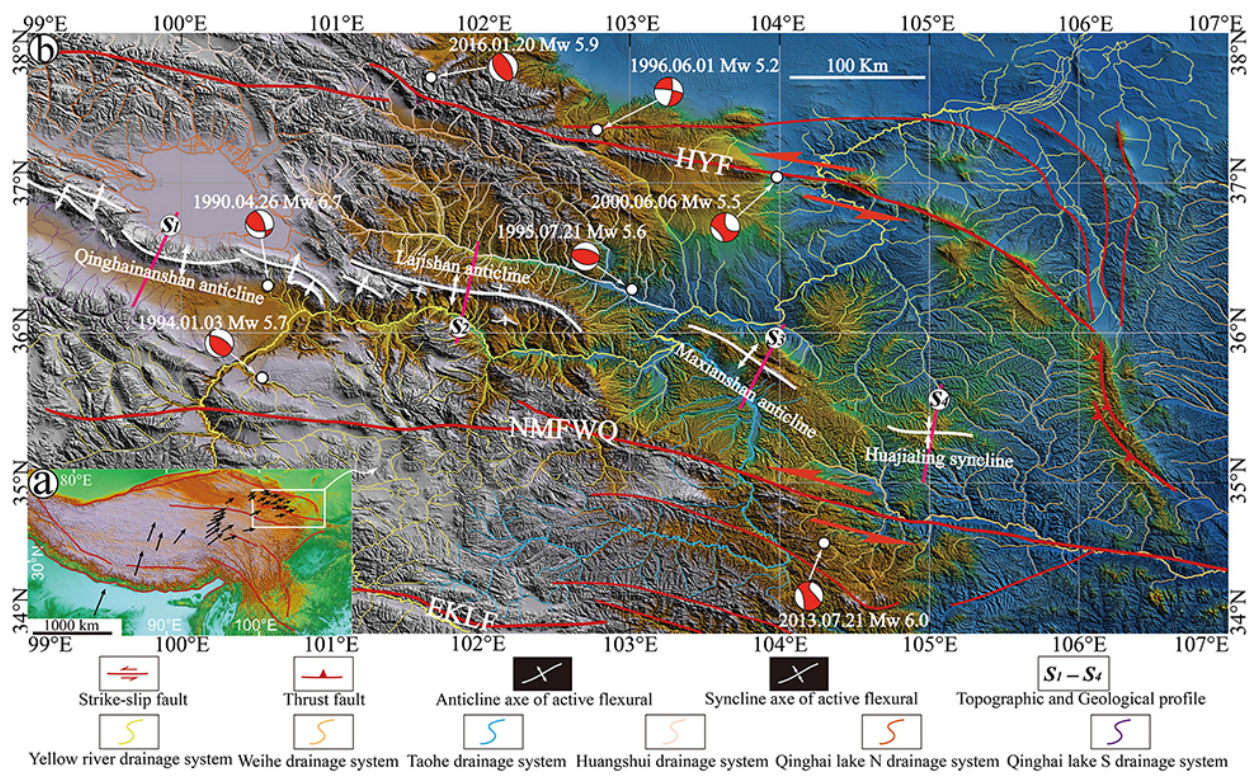 99°E 100°E 101°E 102°E 103°E 104°E 105°E 106°E 107°E
b
38°N
38°N
2016.01.20 Mw 5.9
1996.06.01 Mw 5.2
100 Km
HYF
37°N
37°N
1990.04.26 Mw 6.7
2000.06.06 Mw 5.5
S1
1995.07.21 Mw 5.6
Qinghainanshan anticline
Lajishan anticline
1994.01.03 Mw 5.7
S2
36°N
36°N
S3
Maxianshan anticline
S4
NMFWQ
Huajialing syncline
35°N
35°N
a
80°E
30°N
EKLF
34°N
34°N
1000 km
90°E
100°E
2013.07.21 Mw 6.0
99°E 100°E 101°E 102°E 103°E 104°E 105°E 106°E 107°E
S1 – S4
Strike-slip fault
Thrust fault
Anticline axe of active flexural
Syncline axe of active flexural
Topographic and Geological profile
Yellow river drainage system
Weihe drainage system
Taohe drainage system
Huangshui drainage system
Qinghai lake N drainage system
Qinghai lake S drainage system